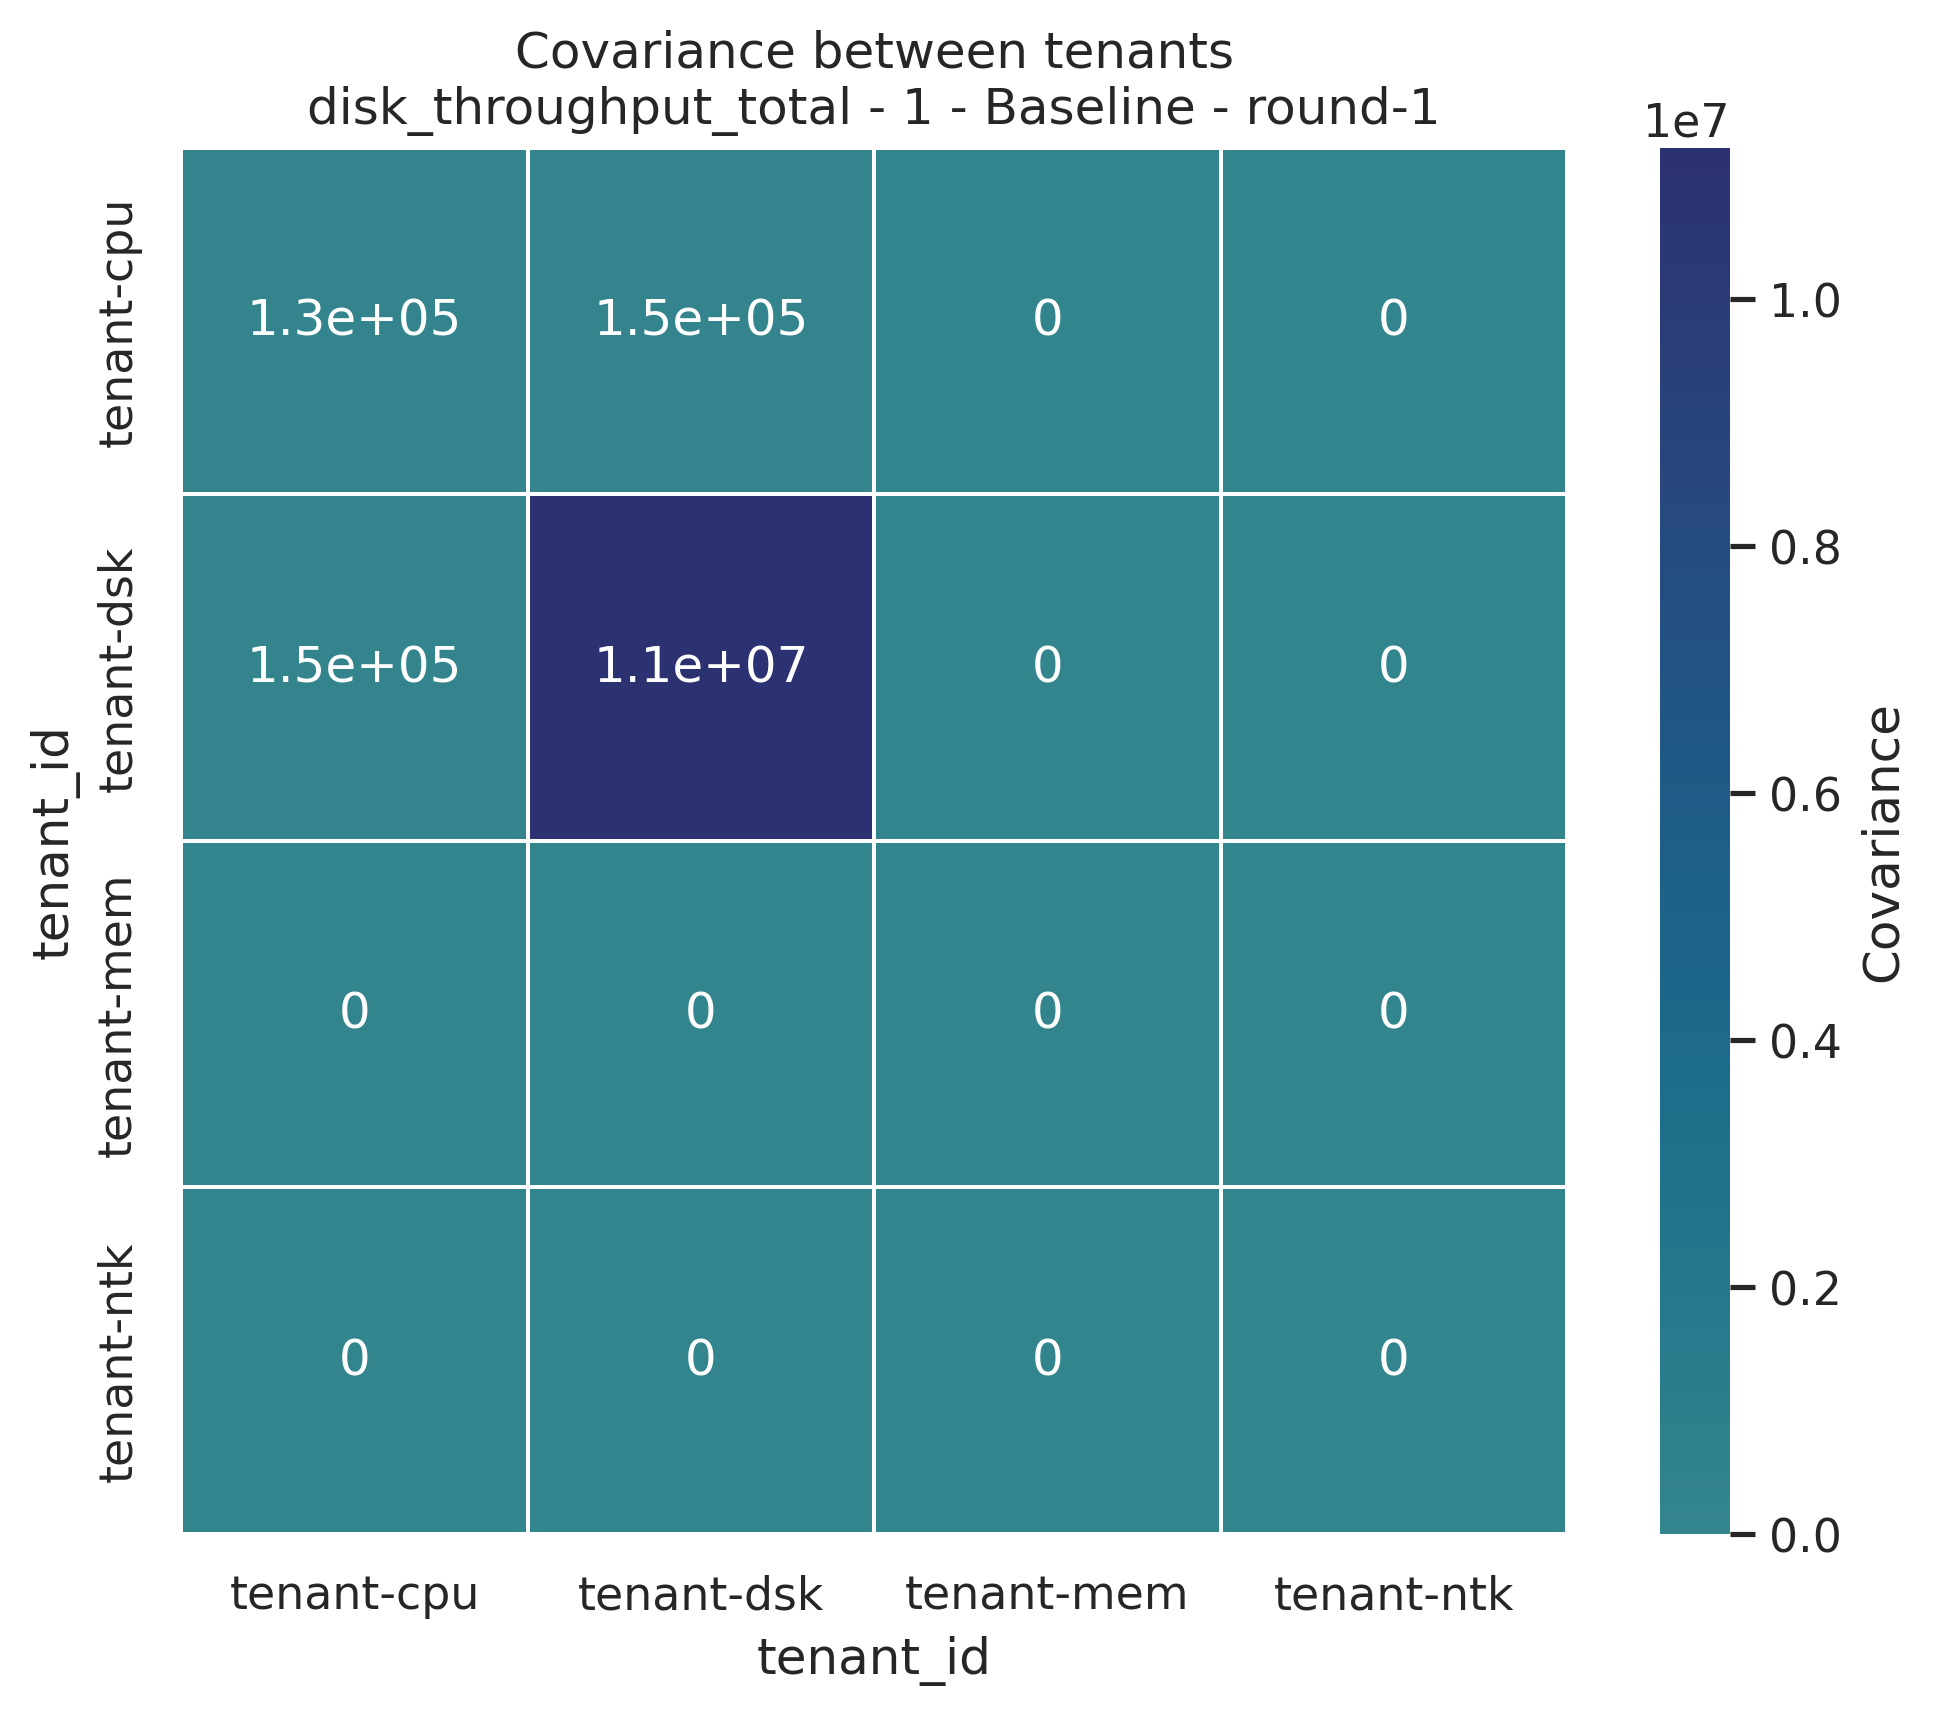 Covariance between tenants
disk_throughput_total - 1 - Baseline - round-1
1e7
tenant_id
tenant-cpu
1.3e+05 1.5e+05 0 0
tenant-dsk
1.5e+05 1.1e+07 0 0
tenant-mem
0 0 0 0
tenant-ntk
0 0 0 0
tenant-cpu tenant-dsk tenant-mem tenant-ntk
tenant_id
1.0
0.8
0.6
0.4
0.2
0.0
Covariance